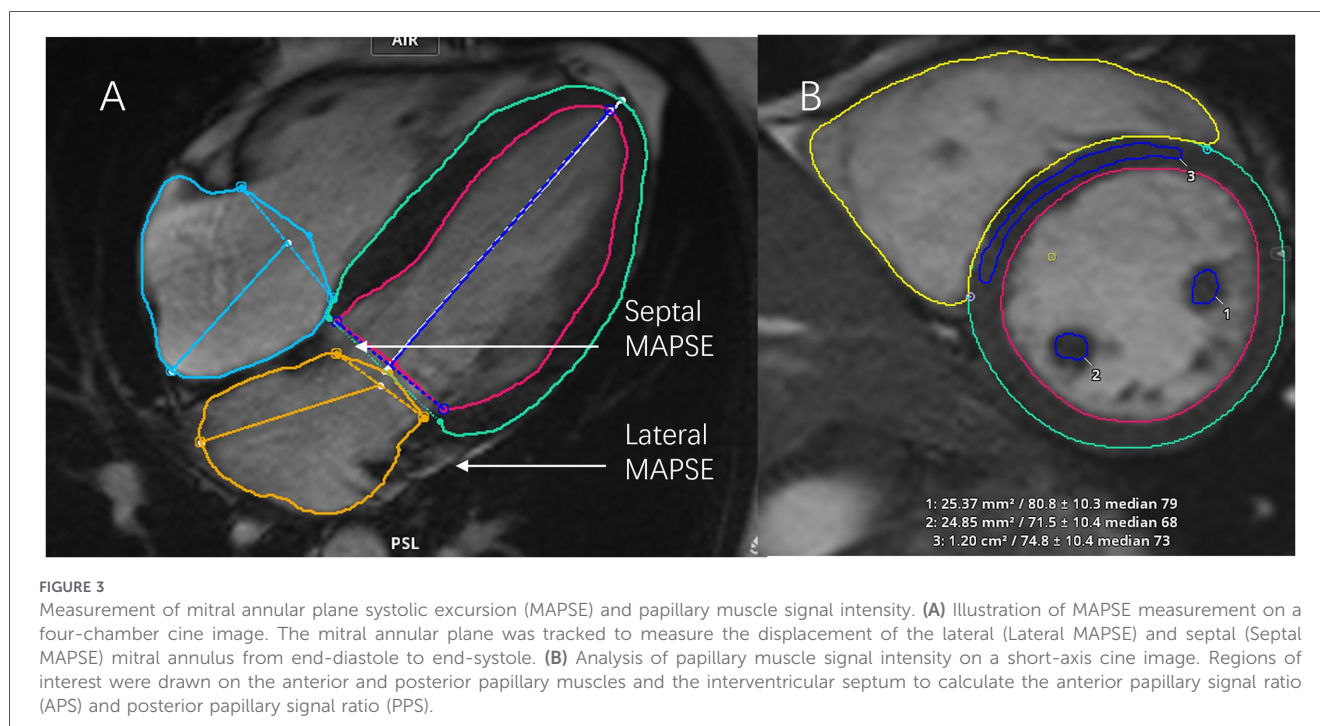 AIR
A
B
3
1
2
Septal
MAPSE
Lateral
MAPSE
PSL
1: 25.37 mm² / 80.8 ± 10.3 median 79
2: 24.85 mm² / 71.5 ± 10.4 median 68
3: 1.20 cm² / 74.8 ± 10.4 median 73
FIGURE 3
Measurement of mitral annular plane systolic excursion (MAPSE) and papillary muscle signal intensity. (A) Illustration of MAPSE measurement on a
four-chamber cine image. The mitral annular plane was tracked to measure the displacement of the lateral (Lateral MAPSE) and septal (Septal
MAPSE) mitral annulus from end-diastole to end-systole. (B) Analysis of papillary muscle signal intensity on a short-axis cine image. Regions of
interest were drawn on the anterior and posterior papillary muscles and the interventricular septum to calculate the anterior papillary signal ratio
(APS) and posterior papillary signal ratio (PPS).